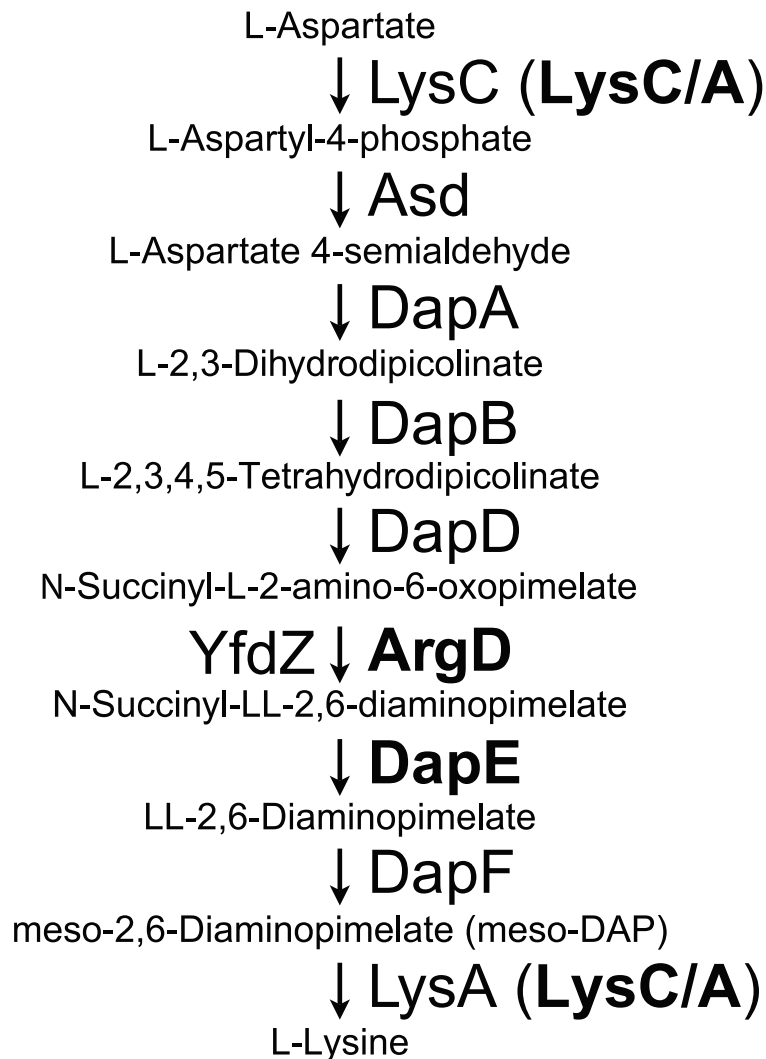 L-Aspartate
LysC (LysC/A)
L-Aspartyl-4-phosphate
Asd
L-Aspartate 4-semialdehyde
DapA
L-2,3-Dihydrodipicolinate
DapB
L-2,3,4,5-Tetrahydrodipicolinate
DapD
N-Succinyl-L-2-amino-6-oxopimelate
YfdZ ArgD
N-Succinyl-LL-2,6-diaminopimelate
DapE
LL-2,6-Diaminopimelate
DapF
meso-2,6-Diaminopimelate (meso-DAP)
LysA (LysC/A)
L-Lysine